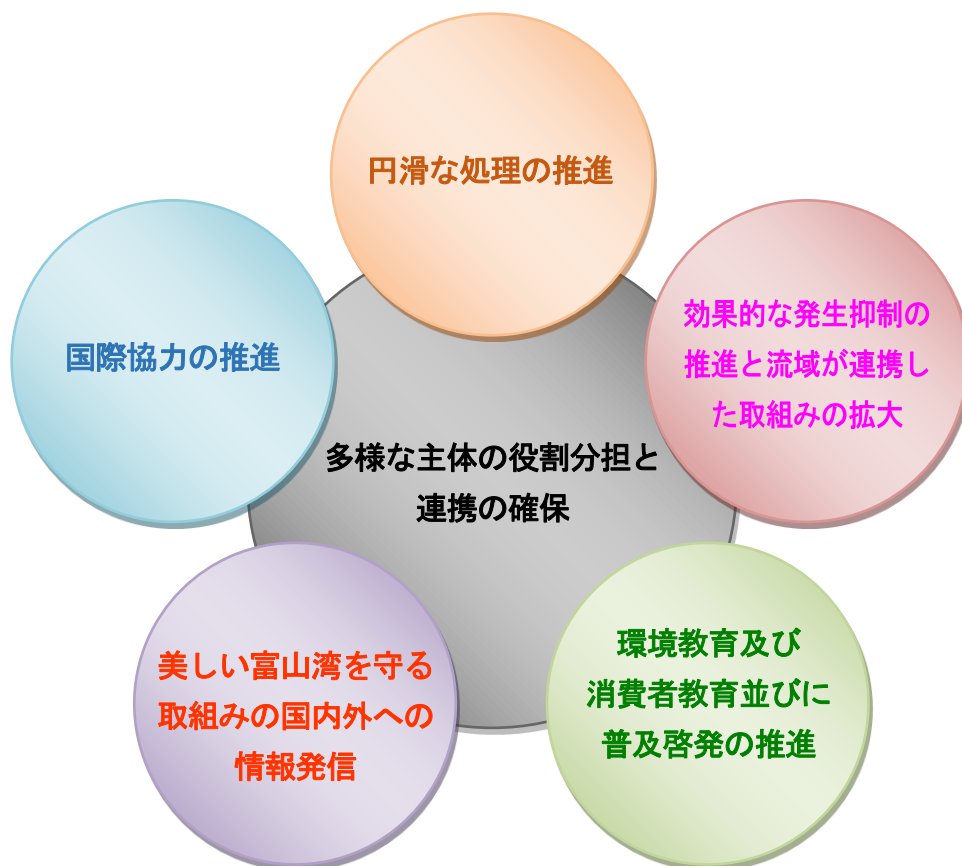 円滑な処理の推進
効果的な発生抑制の
推進と流域が連携し
た取組みの拡大
国際協力の推進
多様な主体の役割分担と
連携の確保
環境教育及び
消費者教育並びに
普及啓発の推進
美しい富山湾を守る
取組みの国内外への
情報発信